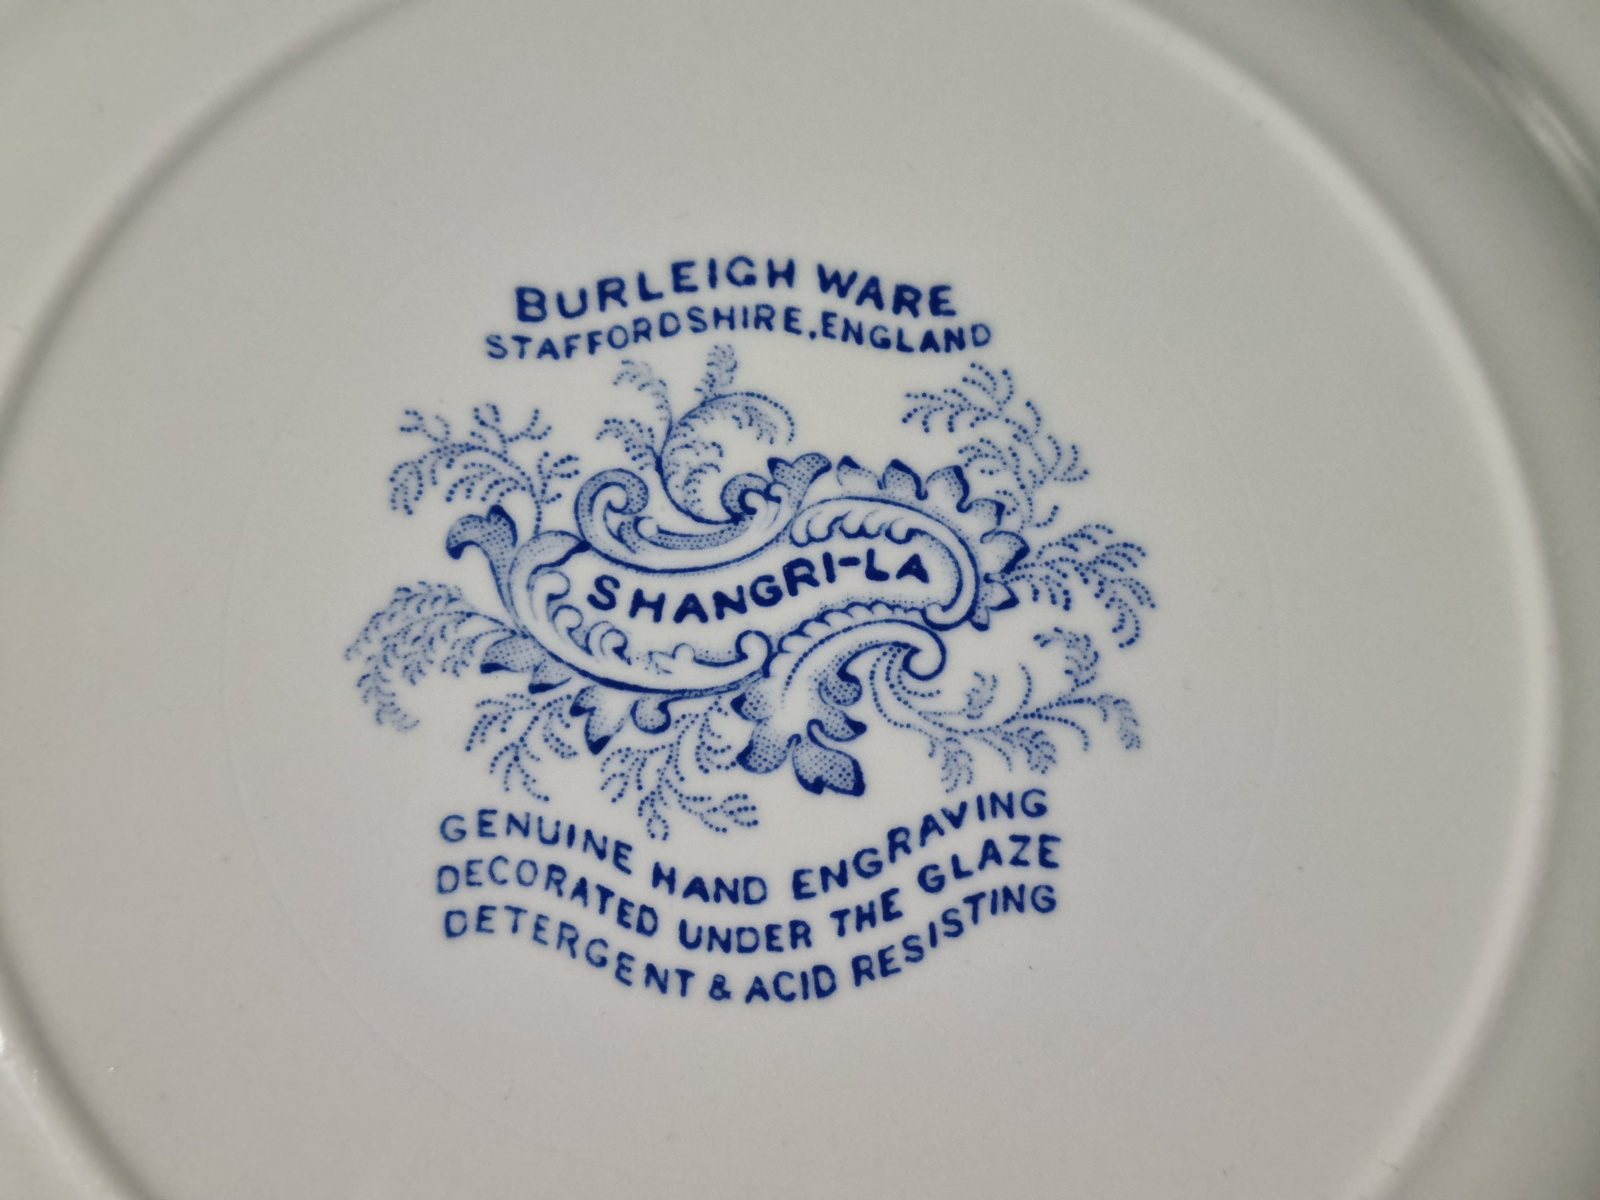 BURLEIGH WARE
STAFFORDSHIRE, ENGLAND
SHANGRI-LA
GENUINE HAND ENGRAVING
DECORATED UNDER THE GLAZE
DETERGENT & ACID RESISTING